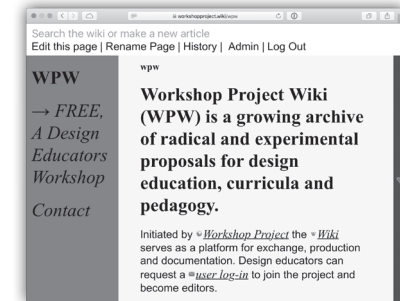 workshopproject.wiki/wpw
Search the wiki or make a new article
Edit this page | Rename Page | History | Admin | Log Out
WPW
→ FREE,
A Design
Educators
Workshop
Contact
wpw
Workshop Project Wiki
(WPW) is a growing archive
of radical and experimental
proposals for design
education, curricula and
pedagogy.
Initiated by Workshop Project the Wiki
serves as a platform for exchange, production
and documentation. Design educators can
request a user log-in to join the project and
become editors.